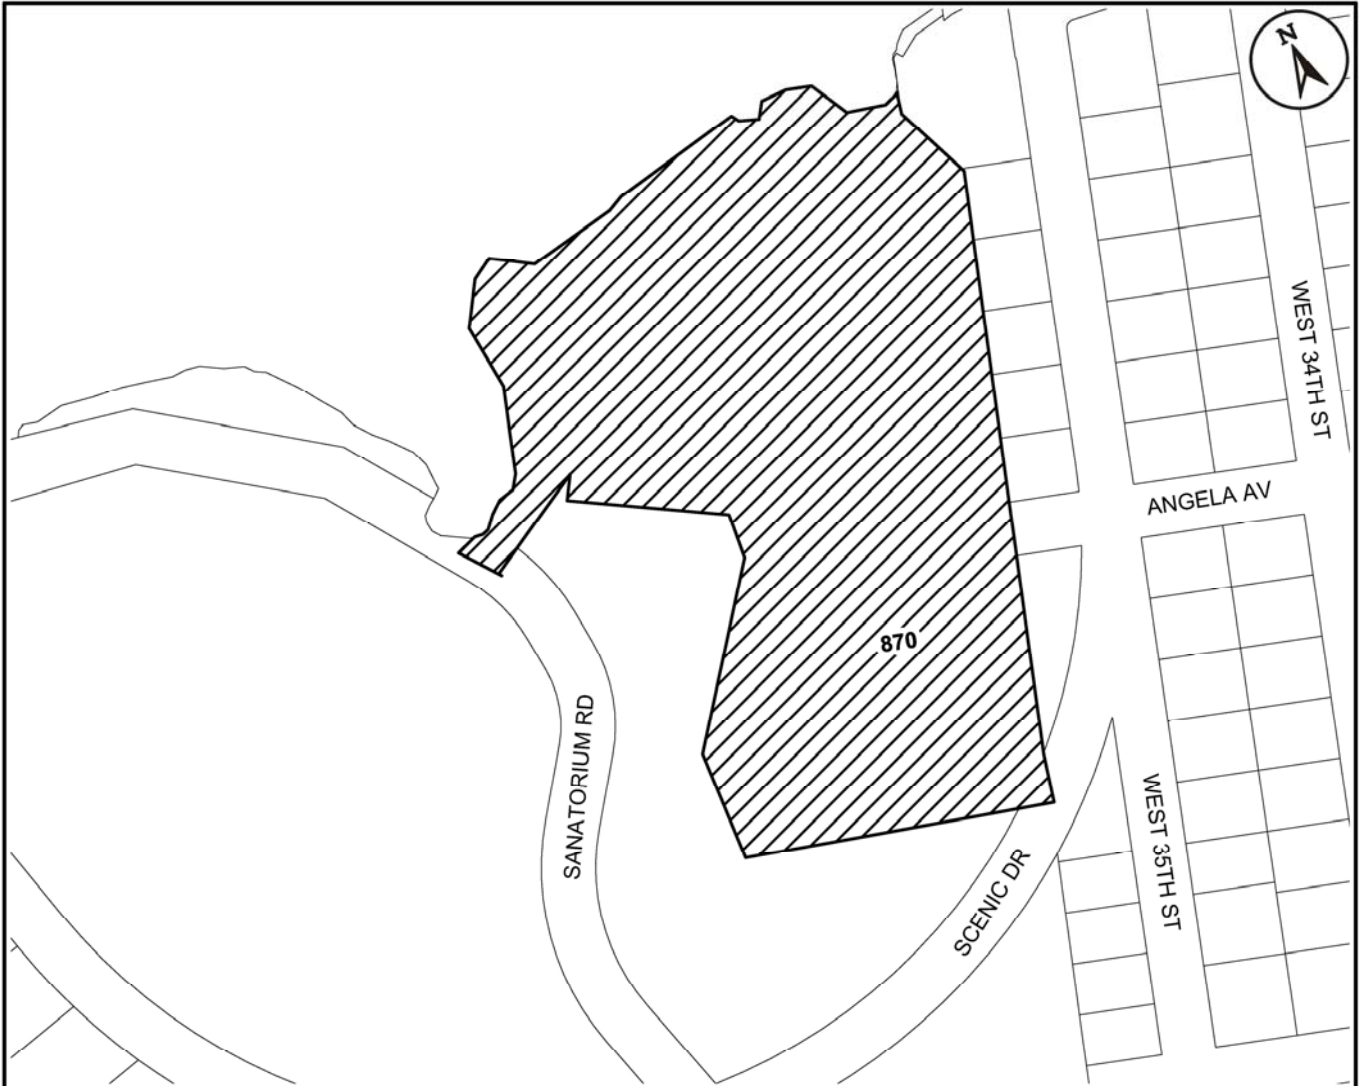 N
WEST 34TH ST
ANGELA AV
870
SANATORIUM RD
WEST 35TH ST
SCENIC DR